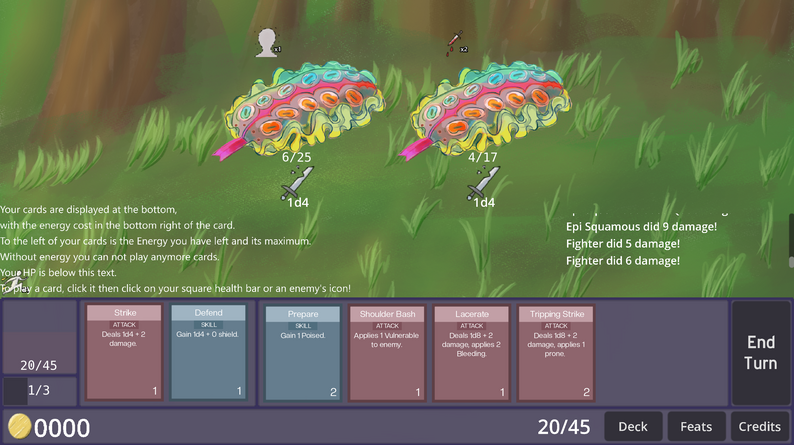 x1
x2
6/25
4/17
1d4
1d4
Your cards are displayed at the bottom,
with the energy cost in the bottom right of the card.
To the left of your cards is the Energy you have left and its maximum.
Without energy you can not play anymore cards.
Your HP is below this text.
To play a card, click it then click on your square health bar or an enemy's icon!
Epi Squamous did 9 damage!
Fighter did 5 damage!
Fighter did 6 damage!
20/45
1/3
Strike
ATTACK
Deals 1d4 + 2
damage.
1
Defend
SKILL
Gain 1d4 + 0 shield.
1
Prepare
SKILL
Gain 1 Poised.
2
Shoulder Bash
ATTACK
Applies 1 Vulnerable
to enemy.
1
Lacerate
ATTACK
Deals 1d8 + 2
damage, applies 2
Bleeding.
1
Tripping Strike
ATTACK
Deals 1d8 + 2
damage, applies 1
prone.
2
End
Turn
0000
20/45
Deck
Feats
Credits